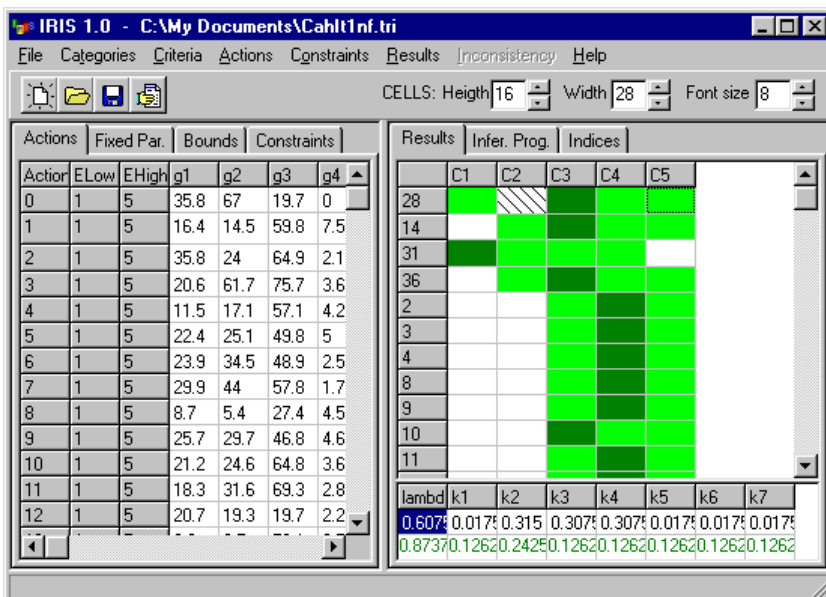 IRIS 1.0 - C:\My Documents\Cahlt1nf.tri
File Categories Criteria Actions Constraints Results Inconsistency Help
CELLS: Heigth 16 Width 28 Font size 8
Actions Fixed Par. Bounds Constraints
Action ELow EHigh g1 g2 g3 g4
0 1 5 35.8 67 19.7 0
1 1 5 16.4 14.5 59.8 7.5
2 1 5 35.8 24 64.9 2.1
3 1 5 20.6 61.7 75.7 3.6
4 1 5 11.5 17.1 57.1 4.2
5 1 5 22.4 25.1 49.8 5
6 1 5 23.9 34.5 48.9 2.5
7 1 5 29.9 44 57.8 1.7
8 1 5 8.7 5.4 27.4 4.5
9 1 5 25.7 29.7 46.8 4.6
10 1 5 21.2 24.6 64.8 3.6
11 1 5 18.3 31.6 69.3 2.8
12 1 5 20.7 19.3 19.7 2.2
Results Infer. Prog. Indices
C1 C2 C3 C4 C5
28
14
31
36
2
3
4
8
9
10
11
lambd k1 k2 k3 k4 k5 k6 k7
0.6075 0.0175 0.315 0.3075 0.3075 0.0175 0.0175 0.0175
0.8737 0.1262 0.2425 0.1262 0.1262 0.1262 0.1262 0.1262